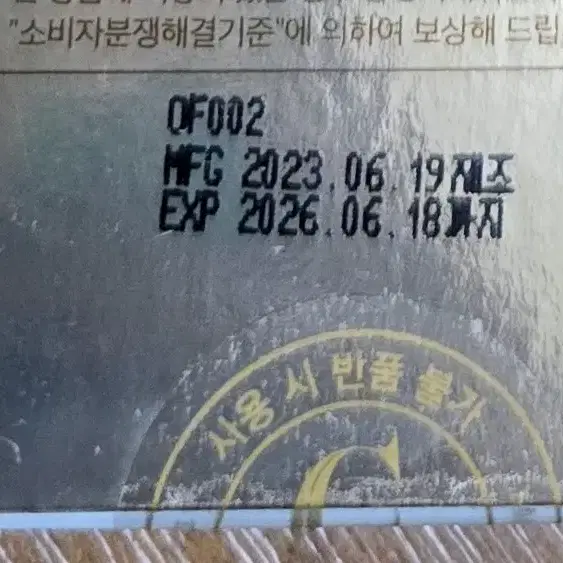 "소비자분쟁해결기준"에 의하여 보상해 드립
OF002
MFG 2023.06.19제조
EXP 2026.06.18까지
사용 시 반품 불가